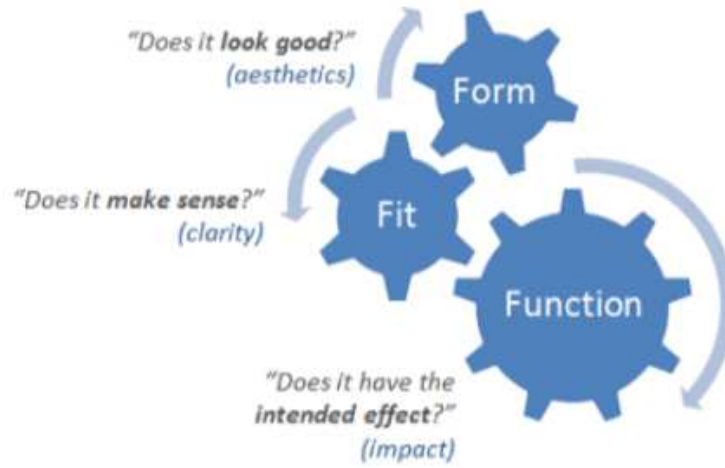 "Does it look good?"
(aesthetics)
Form
"Does it make sense?"
(clarity)
Fit
Function
"Does it have the
intended effect?"
(impact)